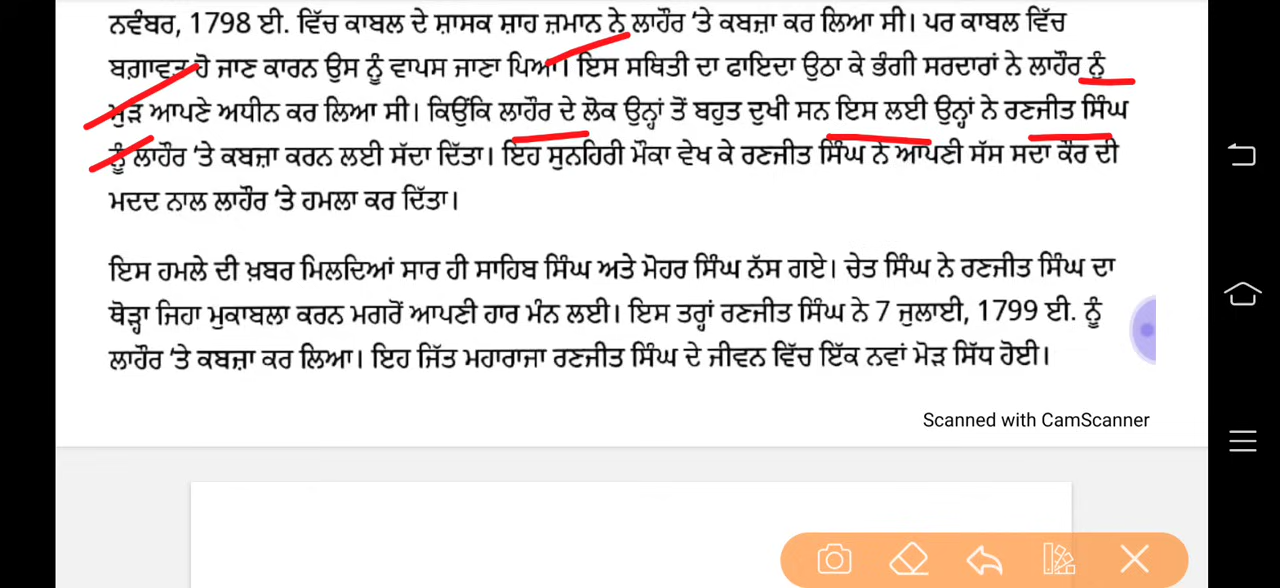 ਨਵੰਬਰ, 1798 ਈ. ਵਿੱਚ ਕਾਬਲ ਦੇ ਸ਼ਾਸਕ ਸ਼ਾਹ ਜ਼ਮਾਨ ਨੇ ਲਾਹੌਰ 'ਤੇ ਕਬਜ਼ਾ ਕਰ ਲਿਆ ਸੀ। ਪਰ ਕਾਬਲ ਵਿੱਚ
ਬਗ਼ਾਵਤ ਹੋ ਜਾਣ ਕਾਰਨ ਉਸ ਨੂੰ ਵਾਪਸ ਜਾਣਾ ਪਿਆ। ਇਸ ਸਥਿਤੀ ਦਾ ਫਾਇਦਾ ਉਠਾ ਕੇ ਭੰਗੀ ਸਰਦਾਰਾਂ ਨੇ ਲਾਹੌਰ ਨੂੰ
ਮੁੜ ਆਪਣੇ ਅਧੀਨ ਕਰ ਲਿਆ ਸੀ। ਕਿਉਂਕਿ ਲਾਹੌਰ ਦੇ ਲੋਕ ਉਨ੍ਹਾਂ ਤੋਂ ਬਹੁਤ ਦੁਖੀ ਸਨ ਇਸ ਲਈ ਉਨ੍ਹਾਂ ਨੇ ਰਣਜੀਤ ਸਿੰਘ
ਨੂੰ ਲਾਹੌਰ 'ਤੇ ਕਬਜ਼ਾ ਕਰਨ ਲਈ ਸੱਦਾ ਦਿੱਤਾ। ਇਹ ਸੁਨਹਿਰੀ ਮੌਕਾ ਵੇਖ ਕੇ ਰਣਜੀਤ ਸਿੰਘ ਨੇ ਆਪਣੀ ਸੱਸ ਸਦਾ ਕੌਰ ਦੀ
ਮਦਦ ਨਾਲ ਲਾਹੌਰ 'ਤੇ ਹਮਲਾ ਕਰ ਦਿੱਤਾ।
ਇਸ ਹਮਲੇ ਦੀ ਖ਼ਬਰ ਮਿਲਦਿਆਂ ਸਾਰ ਹੀ ਸਾਹਿਬ ਸਿੰਘ ਅਤੇ ਮੋਹਰ ਸਿੰਘ ਨੱਸ ਗਏ। ਚੇਤ ਸਿੰਘ ਨੇ ਰਣਜੀਤ ਸਿੰਘ ਦਾ
ਥੋੜ੍ਹਾ ਜਿਹਾ ਮੁਕਾਬਲਾ ਕਰਨ ਮਗਰੋਂ ਆਪਣੀ ਹਾਰ ਮੰਨ ਲਈ। ਇਸ ਤਰ੍ਹਾਂ ਰਣਜੀਤ ਸਿੰਘ ਨੇ 7 ਜੁਲਾਈ, 1799 ਈ. ਨੂੰ
ਲਾਹੌਰ 'ਤੇ ਕਬਜ਼ਾ ਕਰ ਲਿਆ। ਇਹ ਜਿੱਤ ਮਹਾਰਾਜਾ ਰਣਜੀਤ ਸਿੰਘ ਦੇ ਜੀਵਨ ਵਿੱਚ ਇੱਕ ਨਵਾਂ ਮੋੜ ਸਿੱਧ ਹੋਈ।
Scanned with CamScanner